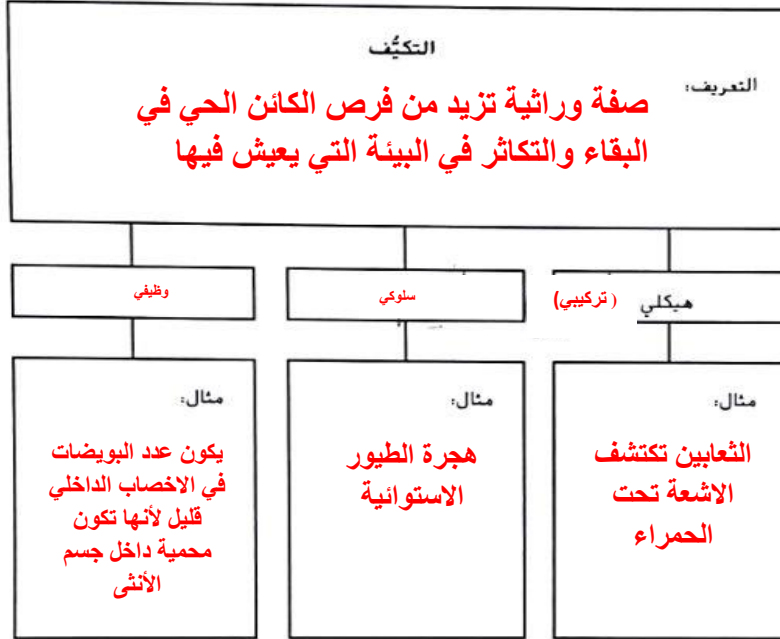 التكيُّف
التعريف:
صفة وراثية تزيد من فرص الكائن الحي في
البقاء والتكاثر في البيئة التي يعيش فيها
هيكلي (تركيبي)
سلوكي
وظيفي
مثال:
الثعابين تكتشف
الاشعة تحت
الحمراء
مثال:
هجرة الطيور
الاستوائية
مثال:
يكون عدد البويضات
في الاخصاب الداخلي
قليل لأنها تكون
محمية داخل جسم
الأنثى